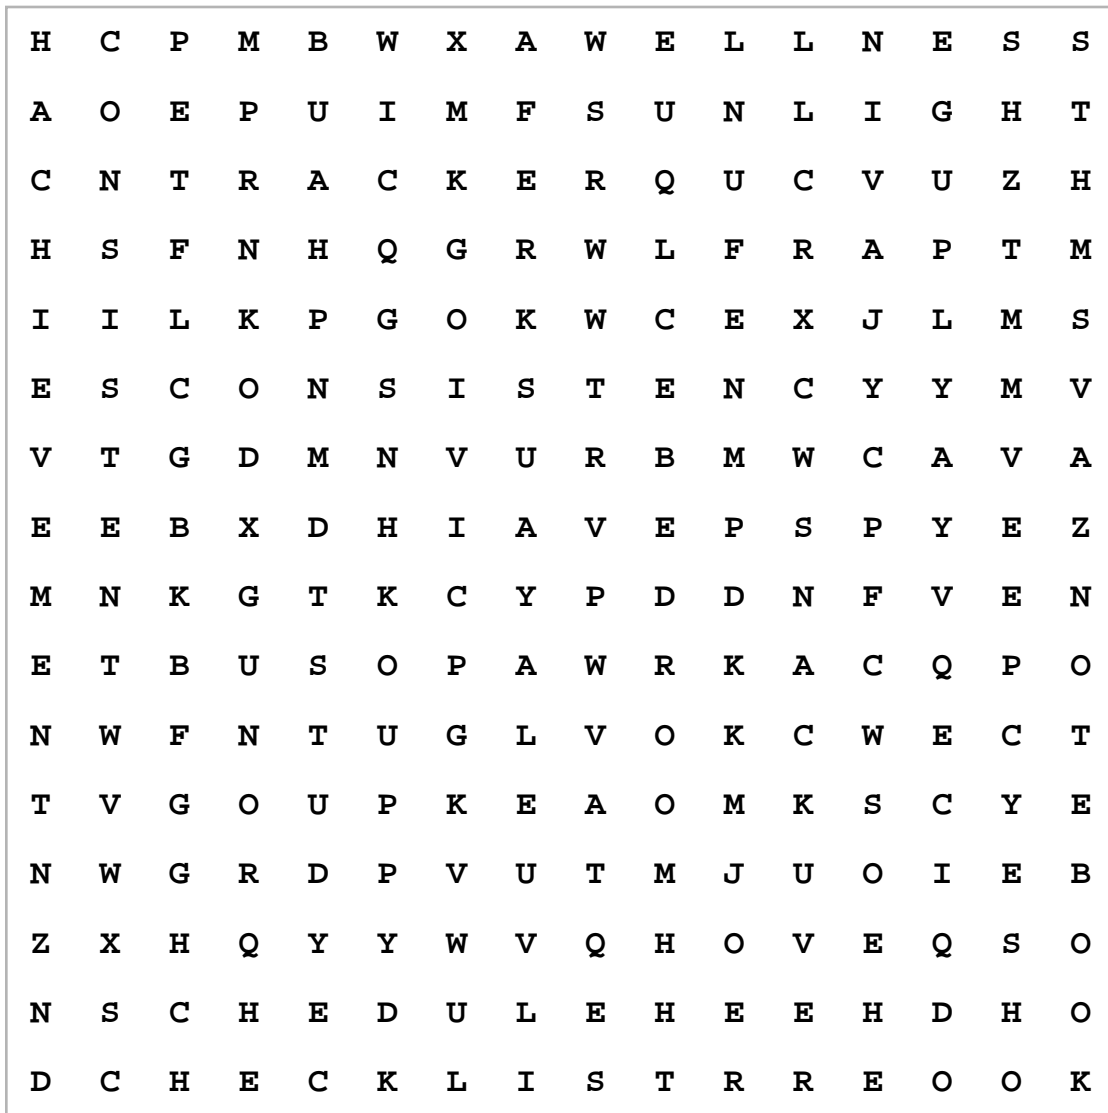 H C P M B W X A W E L L N E S S
A O E P U I M F S U N L I G H T
C N T R A C K E R Q U C V U Z H
H S F N H Q G R W L F R A P T M
I I L K P G O K W C E X J L M S
E S C O N S I S T E N C Y Y M V
V T G D M N V U R B M W C A V A
E E B X D H I A V E P S P Y E Z
M N K G T K C Y P D D N F V E N
E T B U S O P A W R K A C Q P O
N W F N T U G L V O K C W E C T
T V G O U P K E A O M K S C Y E
N W G R D P V U T M J U O I E B
Z X H Q Y Y W V Q H O V E Q S O
N S C H E D U L E H E E H D H O
D C H E C K L I S T R R E O O K